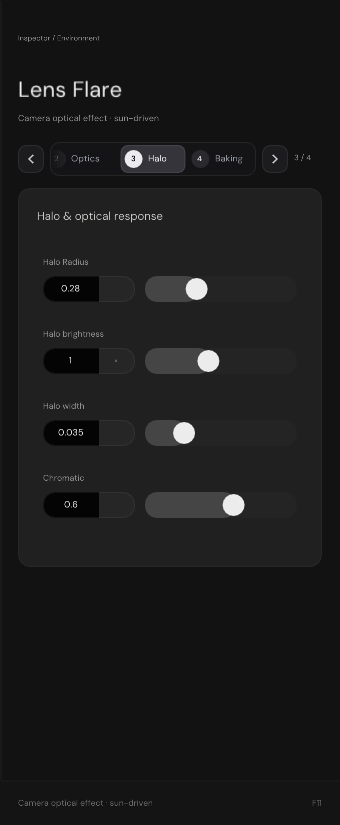 Inspector / Environment
Lens Flare
Camera optical effect · sun-driven
Optics 3 Halo 4 Baking 3 / 4
Halo & optical response
Halo Radius
0.28
Halo brightness
1
Halo width
0.035
Chromatic
0.6
Camera optical effect · sun-driven F11